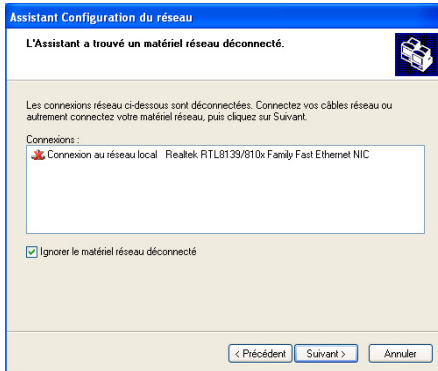 Assistant Configuration du réseau
L'Assistant a trouvé un matériel réseau déconnecté.
Les connexions réseau ci-dessous sont déconnectées. Connectez vos câbles réseau ou
autrement connectez votre matériel réseau, puis cliquez sur Suivant.
Connexions :
Connexion au réseau local Realtek RTL8139/810x Family Fast Ethernet NIC
Ignorer le matériel réseau déconnecté
< Précédent Suivant > Annuler